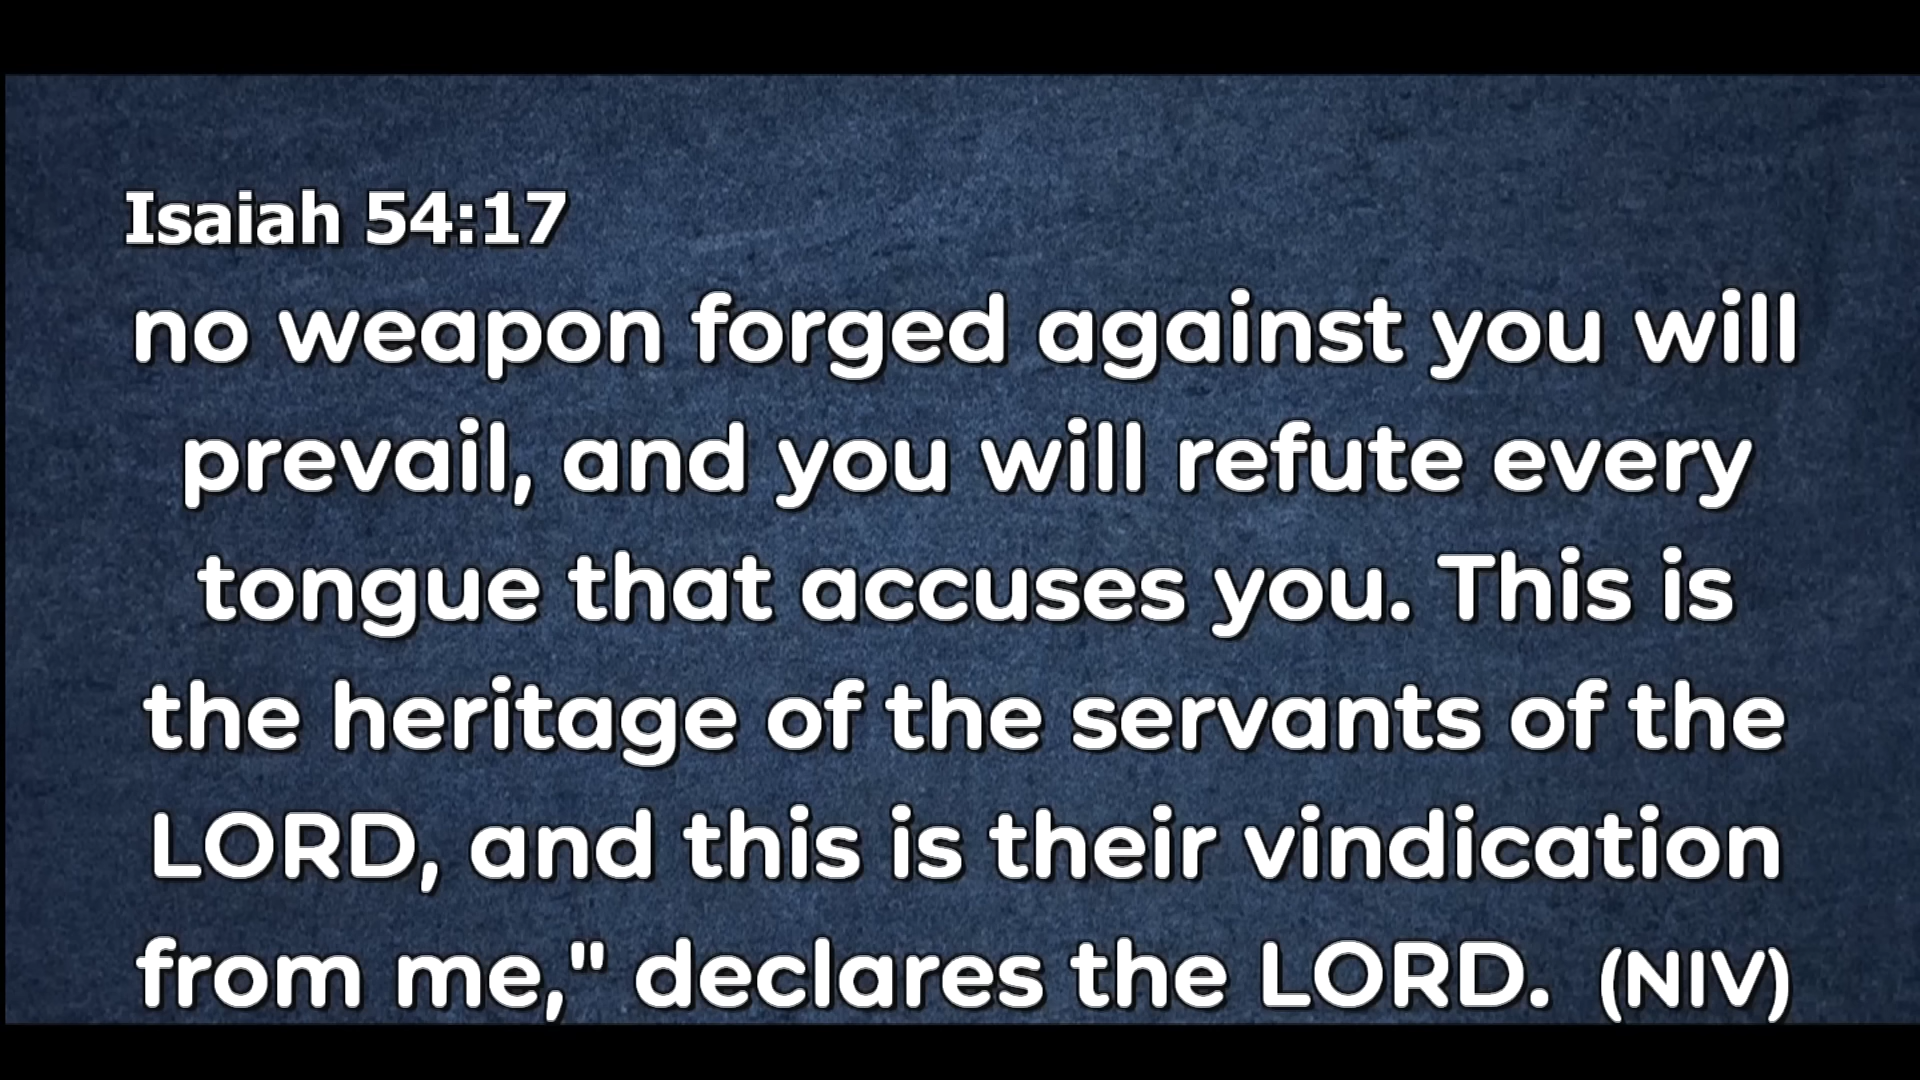 Isaiah 54:17
no weapon forged against you will
prevail, and you will refute every
tongue that accuses you. This is
the heritage of the servants of the
LORD, and this is their vindication
from me," declares the LORD. (NIV)